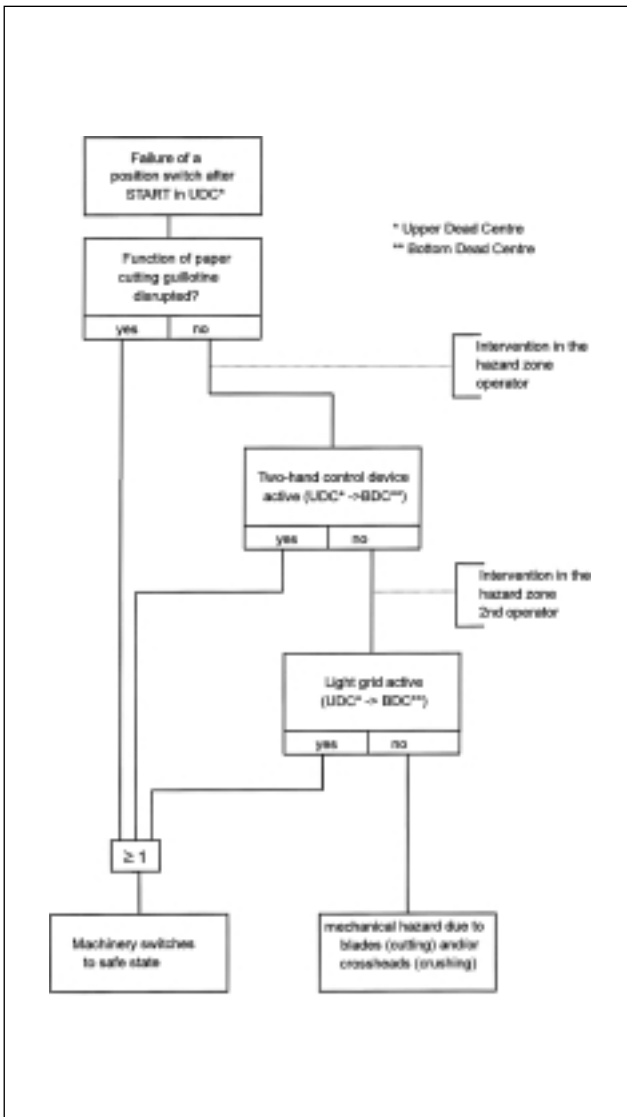 Failure of a
position switch after
START in UDC*
* Upper Dead Centre
** Bottom Dead Centre
Function of paper
cutting guillotine
disrupted?
yes
no
Intervention in the
hazard zone
operator
Two-hand control device
active (UDC* ->BDC**)
yes
no
Intervention in the
hazard zone
2nd operator
Light grid active
(UDC* -> BDC**)
yes
no
≥ 1
Machinery switches
to safe state
mechanical hazard due to
blades (cutting) and/or
crossheads (crushing)